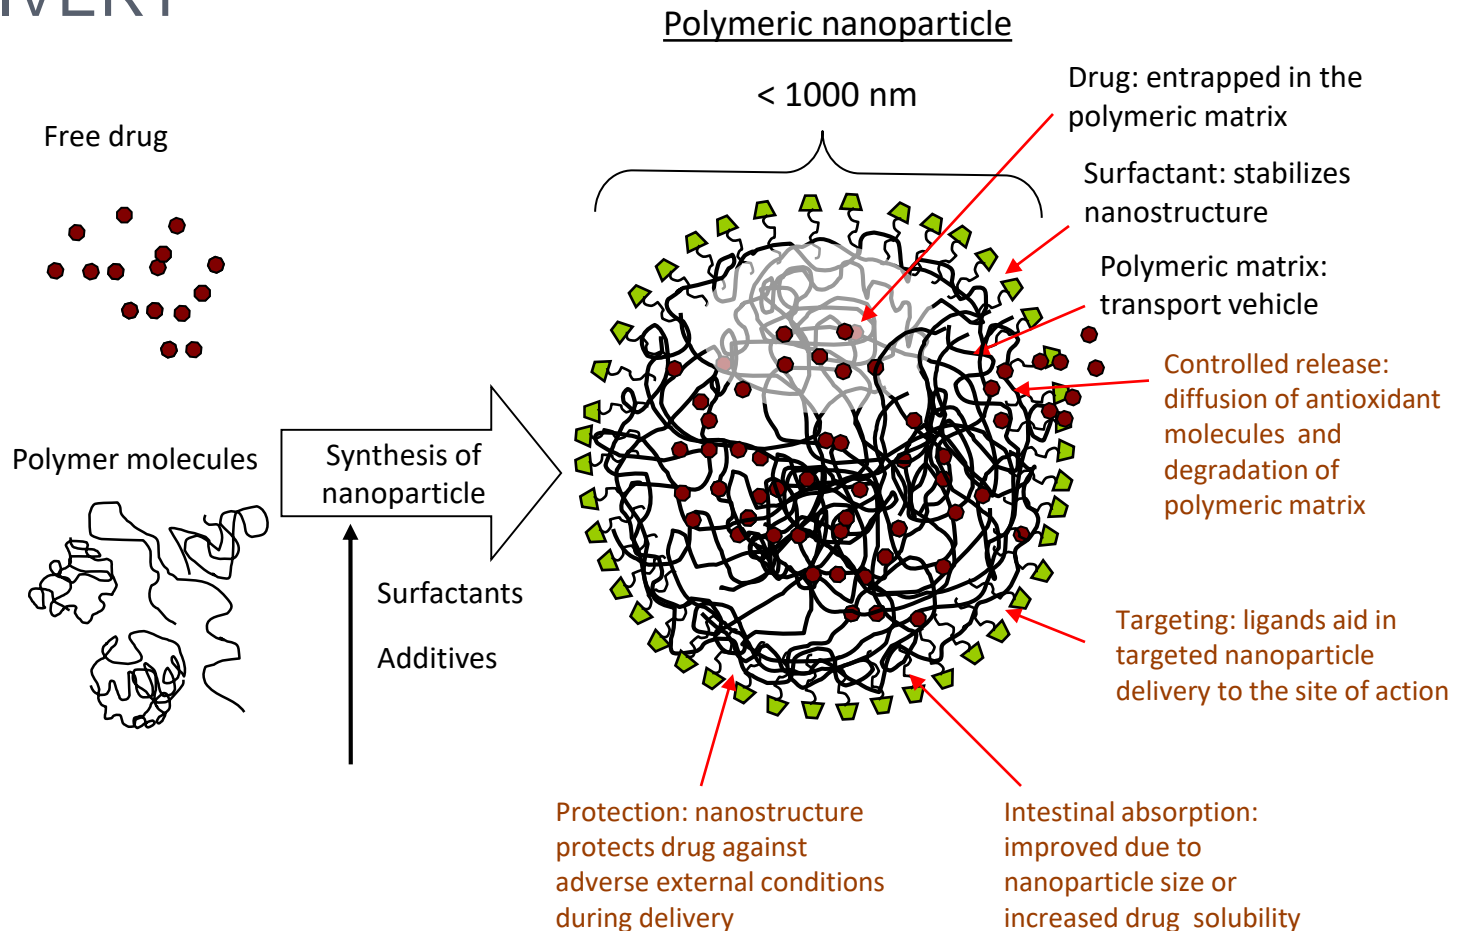 IVERY
Polymeric nanoparticle
< 1000 nm
Free drug
Drug: entrapped in the
polymeric matrix
Surfactant: stabilizes
nanostructure
Polymeric matrix:
transport vehicle
Controlled release:
diffusion of antioxidant
molecules and
degradation of
polymeric matrix
Polymer molecules
Synthesis of
nanoparticle
Surfactants
Additives
Targeting: ligands aid in
targeted nanoparticle
delivery to the site of action
Protection: nanostructure
protects drug against
adverse external conditions
during delivery
Intestinal absorption:
improved due to
nanoparticle size or
increased drug solubility